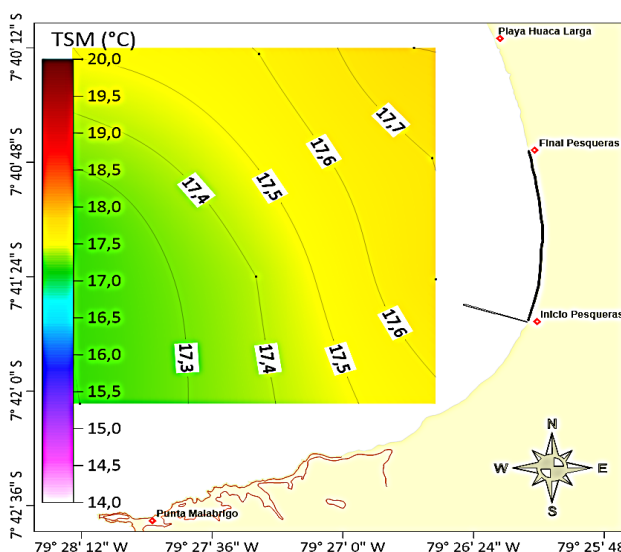 TSM (°C)
20,0
19,5
19,0
18,5
18,0
17,5
17,0
16,5
16,0
15,5
15,0
14,5
14,0
7° 40' 12" S
7° 40' 48" S
7° 41' 24" S
7° 42' 0" S
7° 42' 36" S
17,7
17,6
17,5
17,4
17,3
17,4
17,5
17,6
Playa Huaca Larga
Final Pesqueras
Inicio Pesqueras
Punta Malabrigo
N
W E
S
79° 28' 12" W 79° 27' 36" W 79° 27' 0" W 79° 26' 24" W 79° 25' 48"